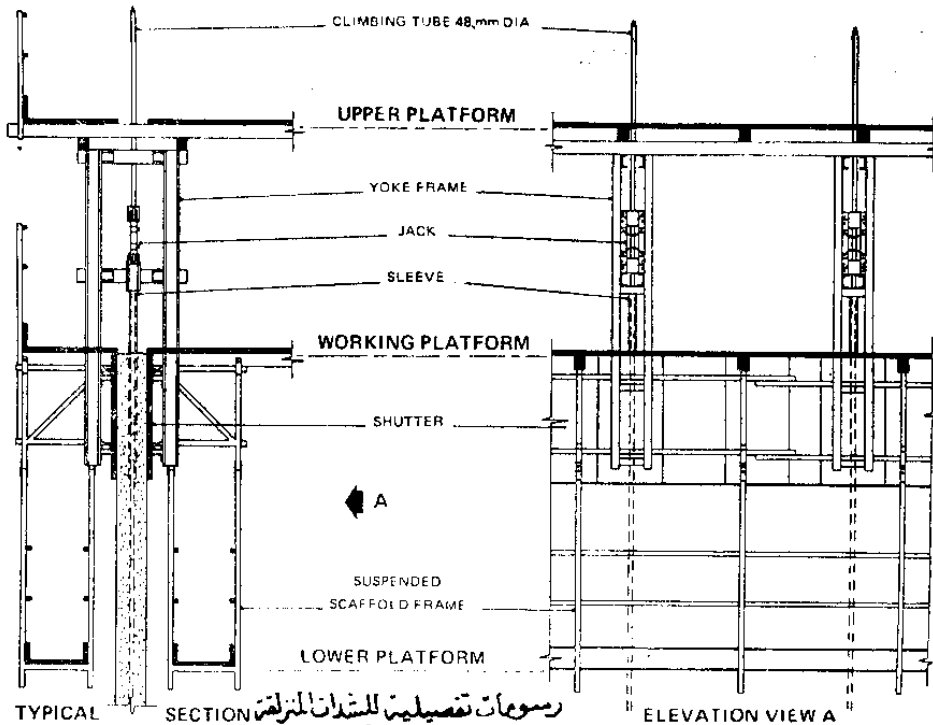 CLIMBING TUBE 48,mm DIA
UPPER PLATFORM
YOKE FRAME
JACK
SLEEVE
WORKING PLATFORM
SHUTTER
A
SUSPENDED
SCAFFOLD FRAME
LOWER PLATFORM
TYPICAL SECTION
رسومات تفصيلية للشدات المنزلقة
ELEVATION VIEW A